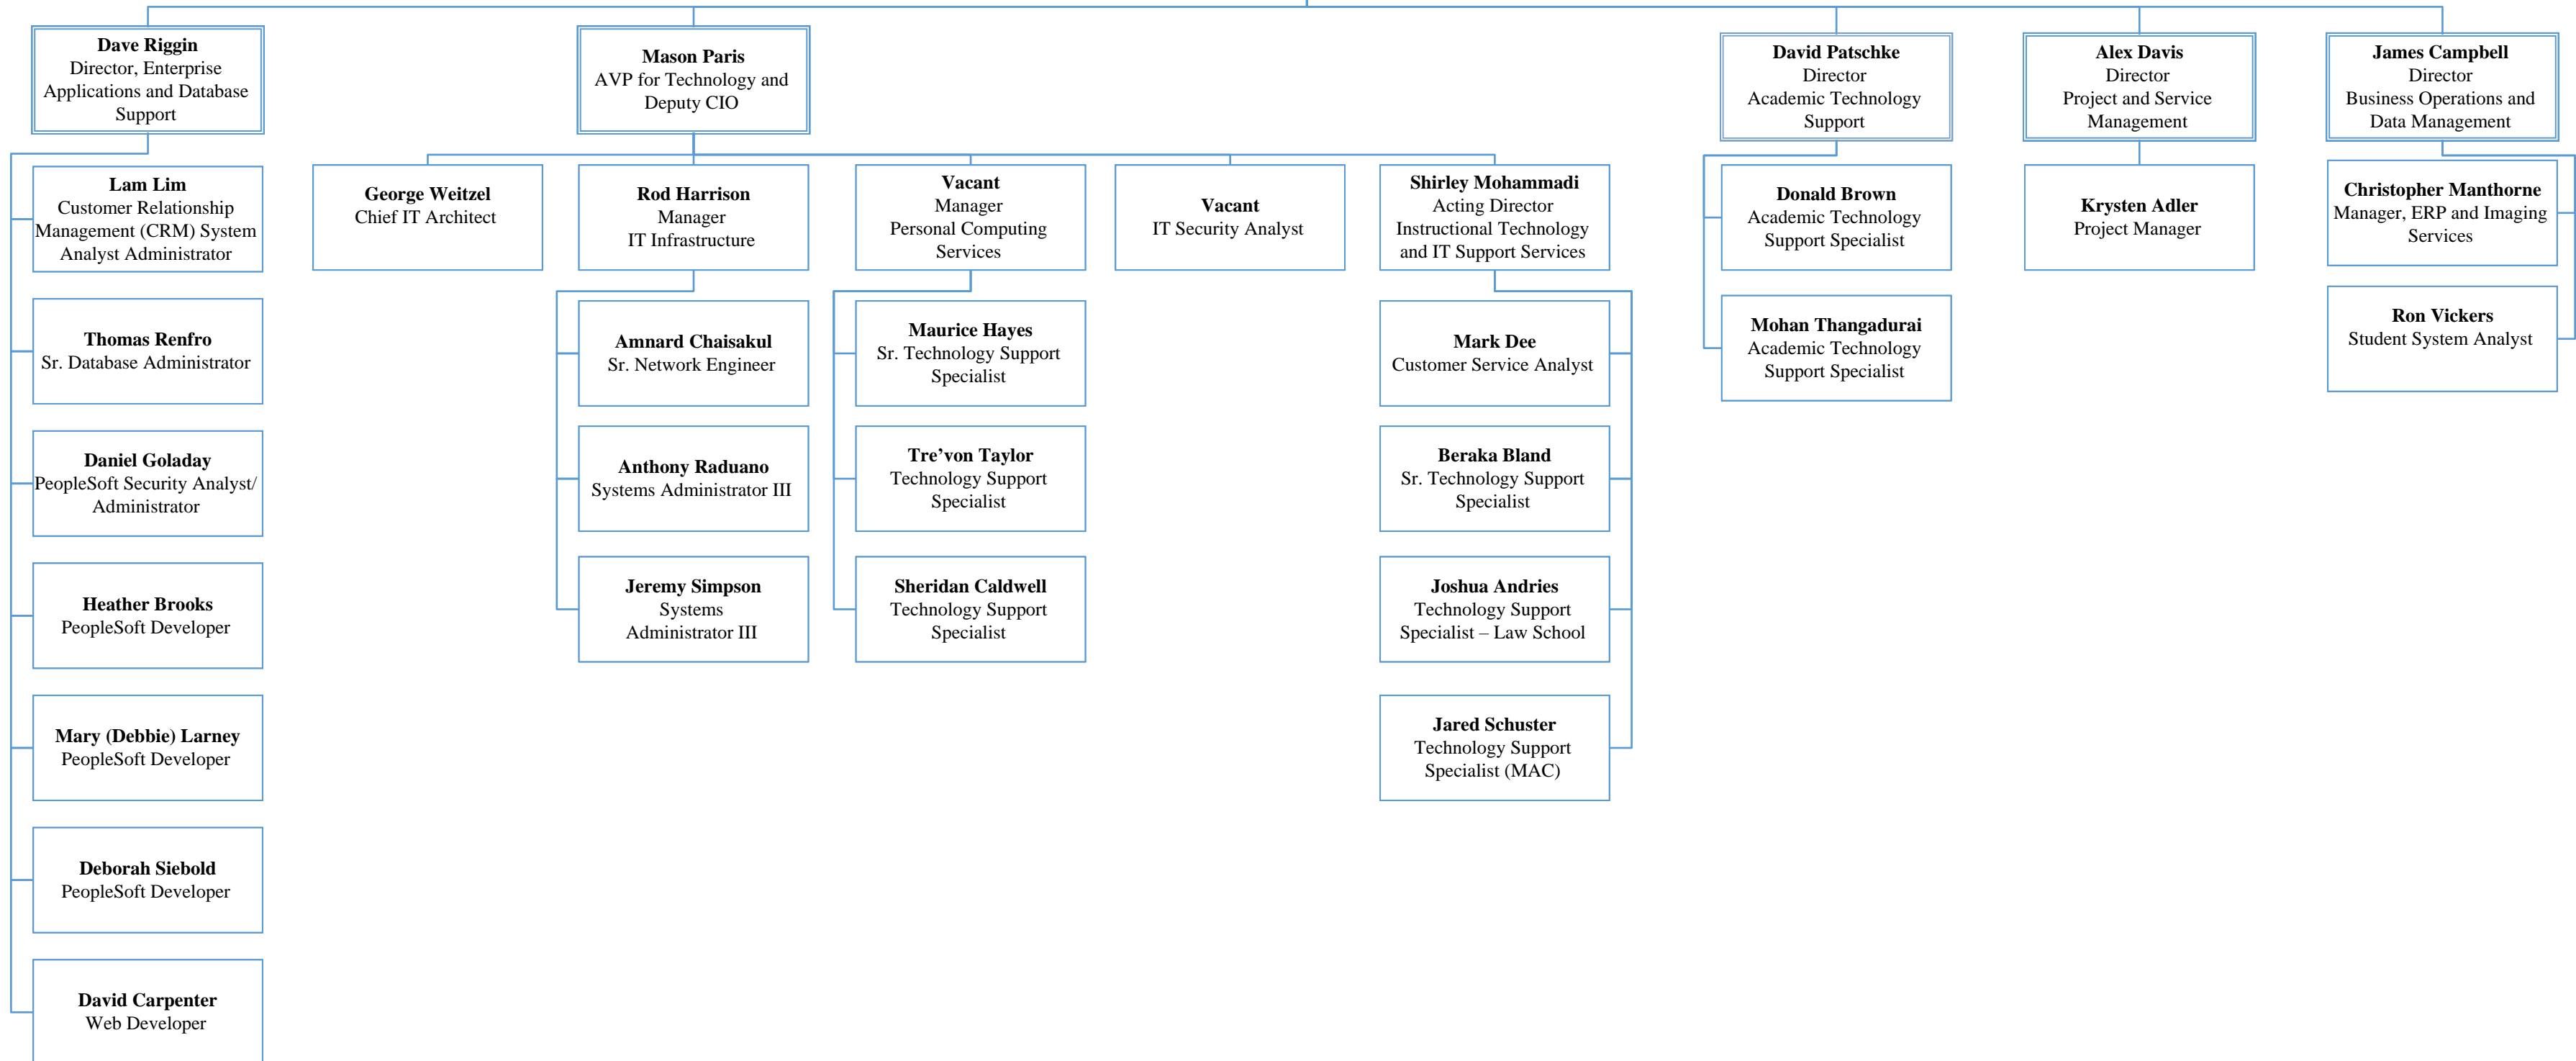 Dave Riggin
Director, Enterprise
Applications and Database
Support
Mason Paris
AVP for Technology and
Deputy CIO
David Patschke
Director
Academic Technology
Support
Alex Davis
Director
Project and Service
Management
James Campbell
Director
Business Operations and
Data Management
Lam Lim
Customer Relationship
Management (CRM) System
Analyst Administrator
George Weitzel
Chief IT Architect
Rod Harrison
Manager
IT Infrastructure
Vacant
Manager
Personal Computing
Services
Vacant
IT Security Analyst
Shirley Mohammadi
Acting Director
Instructional Technology
and IT Support Services
Donald Brown
Academic Technology
Support Specialist
Krysten Adler
Project Manager
Christopher Manthorne
Manager, ERP and Imaging
Services
Thomas Renfro
Sr. Database Administrator
Amnard Chaisakul
Sr. Network Engineer
Maurice Hayes
Sr. Technology Support
Specialist
Mark Dee
Customer Service Analyst
Mohan Thangadurai
Academic Technology
Support Specialist
Ron Vickers
Student System Analyst
Daniel Goladay
PeopleSoft Security Analyst/
Administrator
Anthony Raduano
Systems Administrator III
Tre’von Taylor
Technology Support
Specialist
Beraka Bland
Sr. Technology Support
Specialist
Heather Brooks
PeopleSoft Developer
Jeremy Simpson
Systems
Administrator III
Sheridan Caldwell
Technology Support
Specialist
Joshua Andries
Technology Support
Specialist – Law School
Mary (Debbie) Larney
PeopleSoft Developer
Jared Schuster
Technology Support
Specialist (MAC)
Deborah Siebold
PeopleSoft Developer
David Carpenter
Web Developer